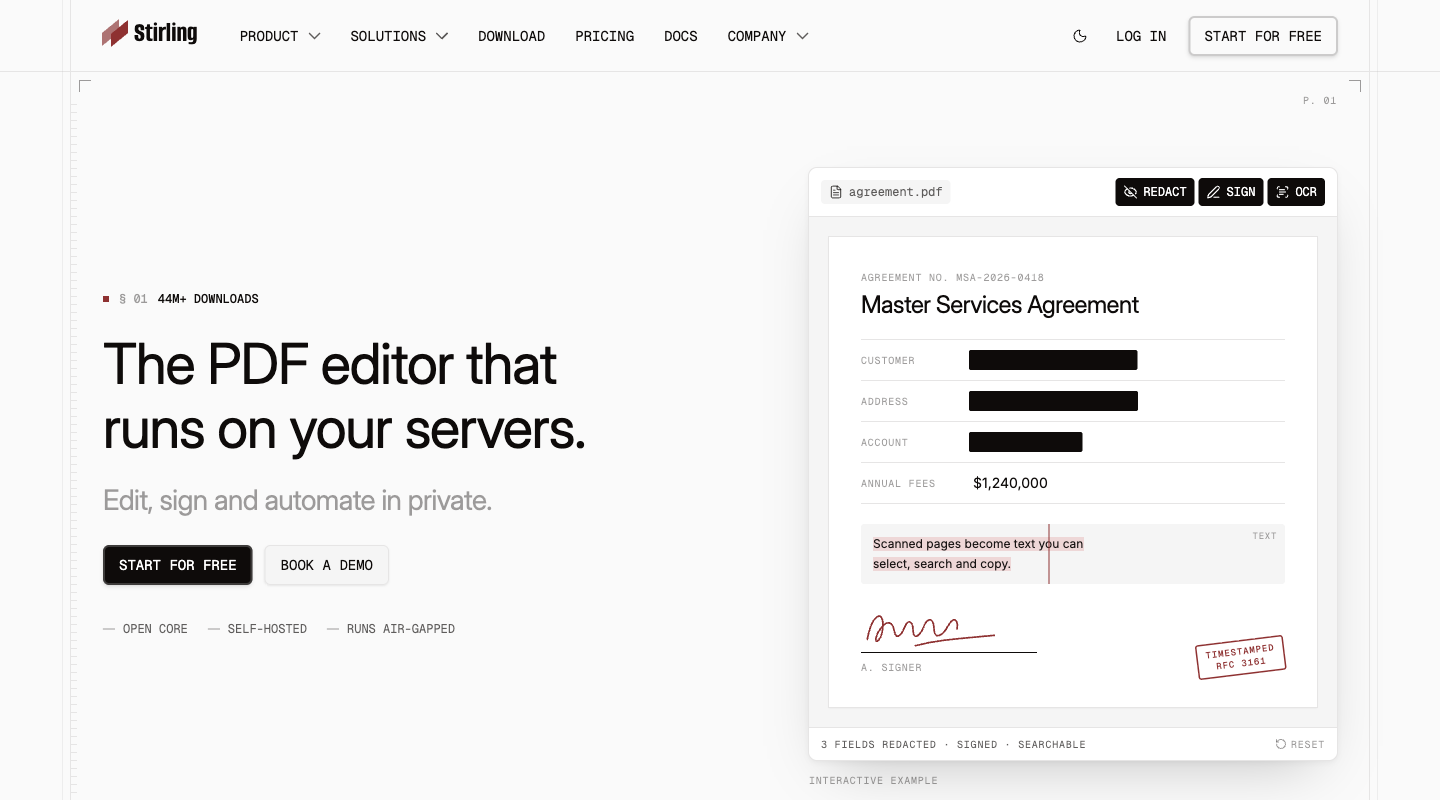 Stirling
PRODUCT
SOLUTIONS
DOWNLOAD
PRICING
DOCS
COMPANY
LOG IN
START FOR FREE
P. 01
§ 01 44M+ DOWNLOADS
The PDF editor that
runs on your servers.
Edit, sign and automate in private.
START FOR FREE
BOOK A DEMO
— OPEN CORE
— SELF-HOSTED
— RUNS AIR-GAPPED
agreement.pdf
REDACT
SIGN
OCR
AGREEMENT NO. MSA-2026-0418
Master Services Agreement
CUSTOMER
ADDRESS
ACCOUNT
ANNUAL FEES $1,240,000
TEXT
Scanned pages become text you can
select, search and copy.
A. SIGNER
TIMESTAMPED
RFC 3161
3 FIELDS REDACTED · SIGNED · SEARCHABLE
RESET
INTERACTIVE EXAMPLE